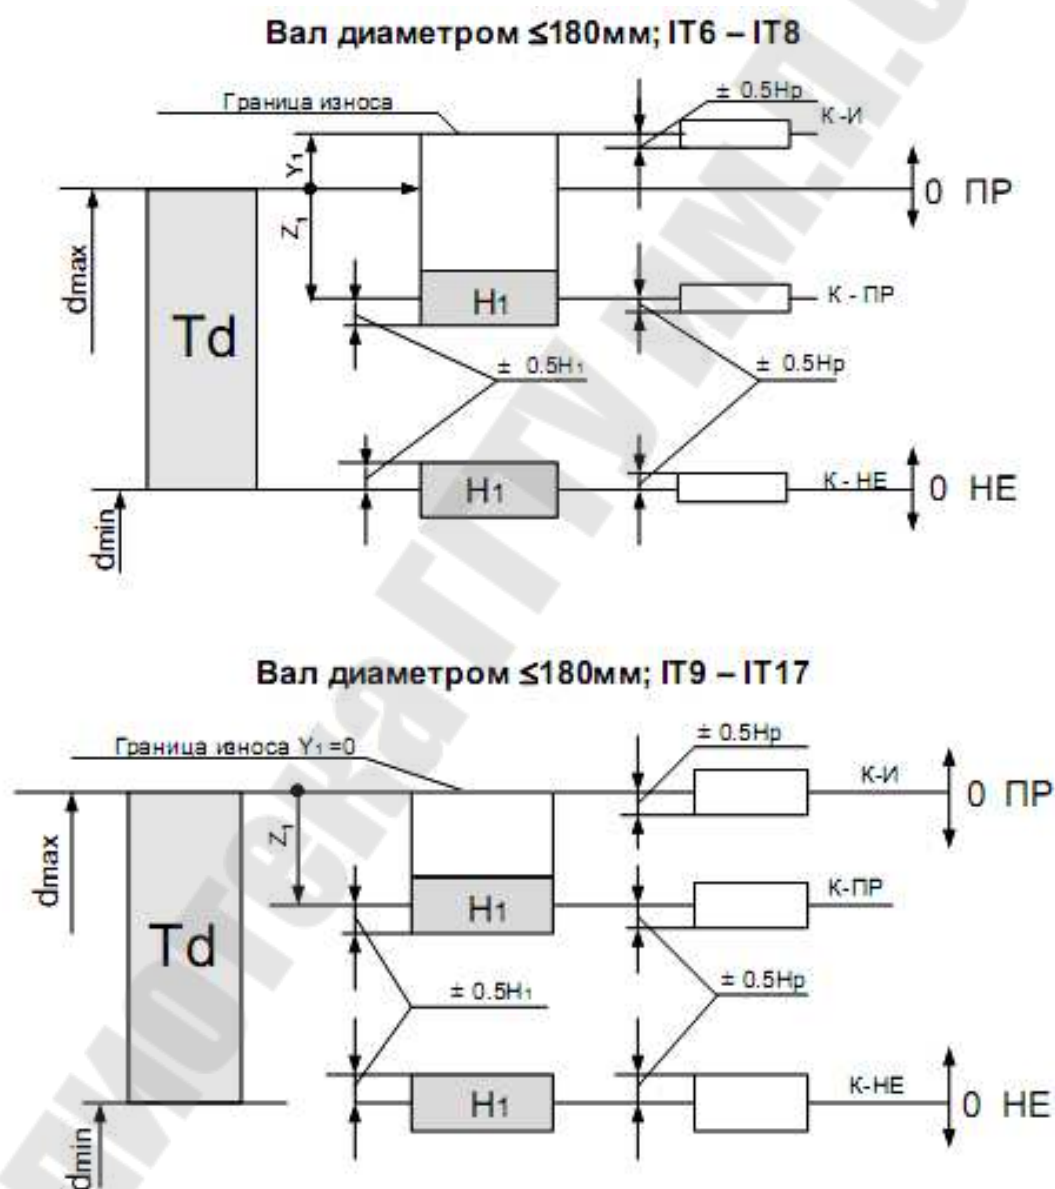 Вал диаметром ≤180мм; IT6 – IT8
± 0.5Hp
Граница износа
К -И
Y1
0 ПР
Z1
dmax
H1
К - ПР
Td
± 0.5H1
± 0.5Hp
H1
К - НЕ
0 НЕ
dmin
Вал диаметром ≤180мм; IT9 – IT17
± 0.5Hp
Граница износа Y1 =0
К-И
0 ПР
Z1
dmax
H1
К-ПР
Td
± 0.5H1
± 0.5Hp
H1
К-НЕ
0 НЕ
dmin